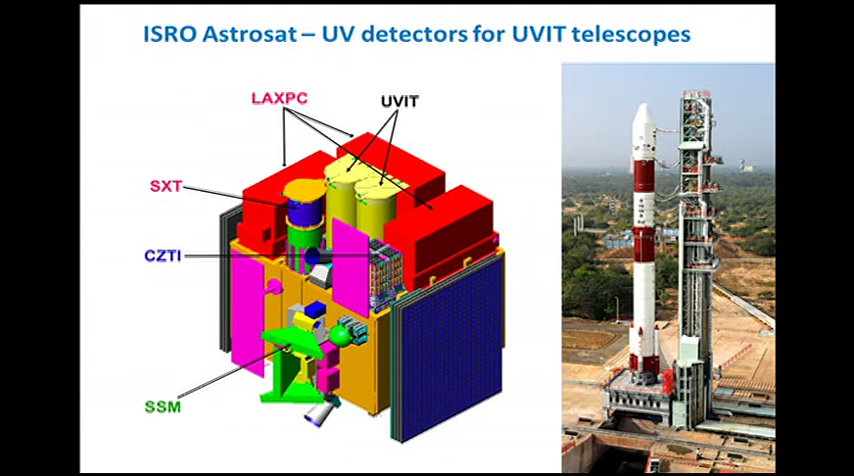 ISRO Astrosat – UV detectors for UVIT telescopes
LAXPC
UVIT
SXT
CZTI
SSM